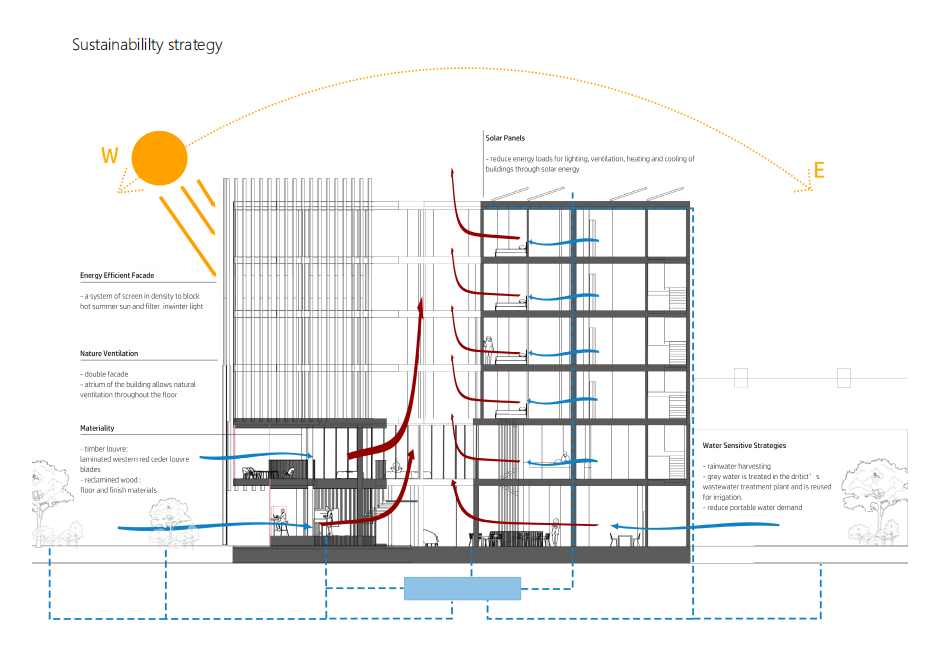 Sustainabililty strategy
W
E
Solar Panels
- reduce energy loads for lighting, ventilation, heating and cooling of
buildings through solar energy
Energy Efficient Facade
- a system of screen in density to block
hot summer sun and filter inwinter light
Nature Ventilation
- double facade
- atrium of the building allows natural
ventilation throughout the floor
Materiality
- timber louvre:
laminated western red ceder louvre
blades
- reclamined wood :
floor and finish materials
Water Sensitive Strategies
- rainwater harvesting
- grey water is treated in the dritict' s
wastewater treatment plant and is reused
for irrigation.
- reduce portable water demand